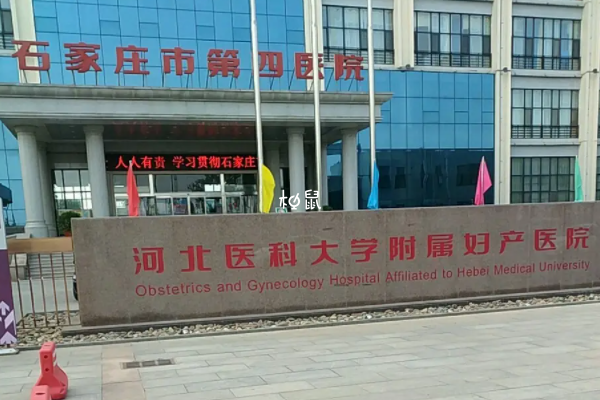 石家庄市第四医院
人人有责 学习贯彻石家庄
松鼠
河北医科大学附属妇产医院
Obstetrics and Gynecology Hospital Affiliated to Hebei Medical University